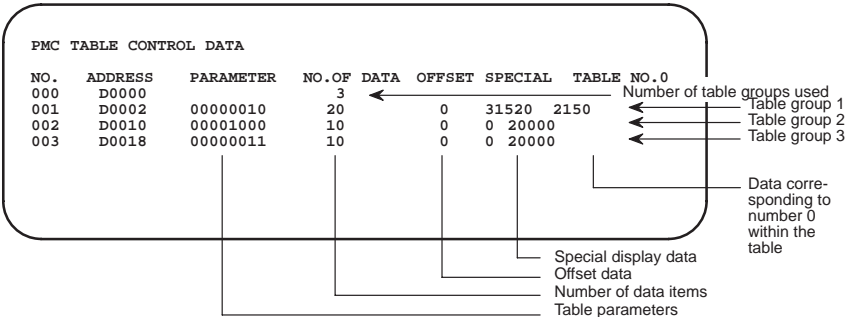 PMC TABLE CONTROL DATA
NO. ADDRESS PARAMETER NO.OF DATA OFFSET SPECIAL TABLE NO.0
000 D0000 3
Number of table groups used
001 D0002 00000010 20 0 31520 2150
Table group 1
002 D0010 00001000 10 0 0 20000
Table group 2
003 D0018 00000011 10 0 0 20000
Table group 3
Data corre-
sponding to
number 0
within the
table
Special display data
Offset data
Number of data items
Table parameters